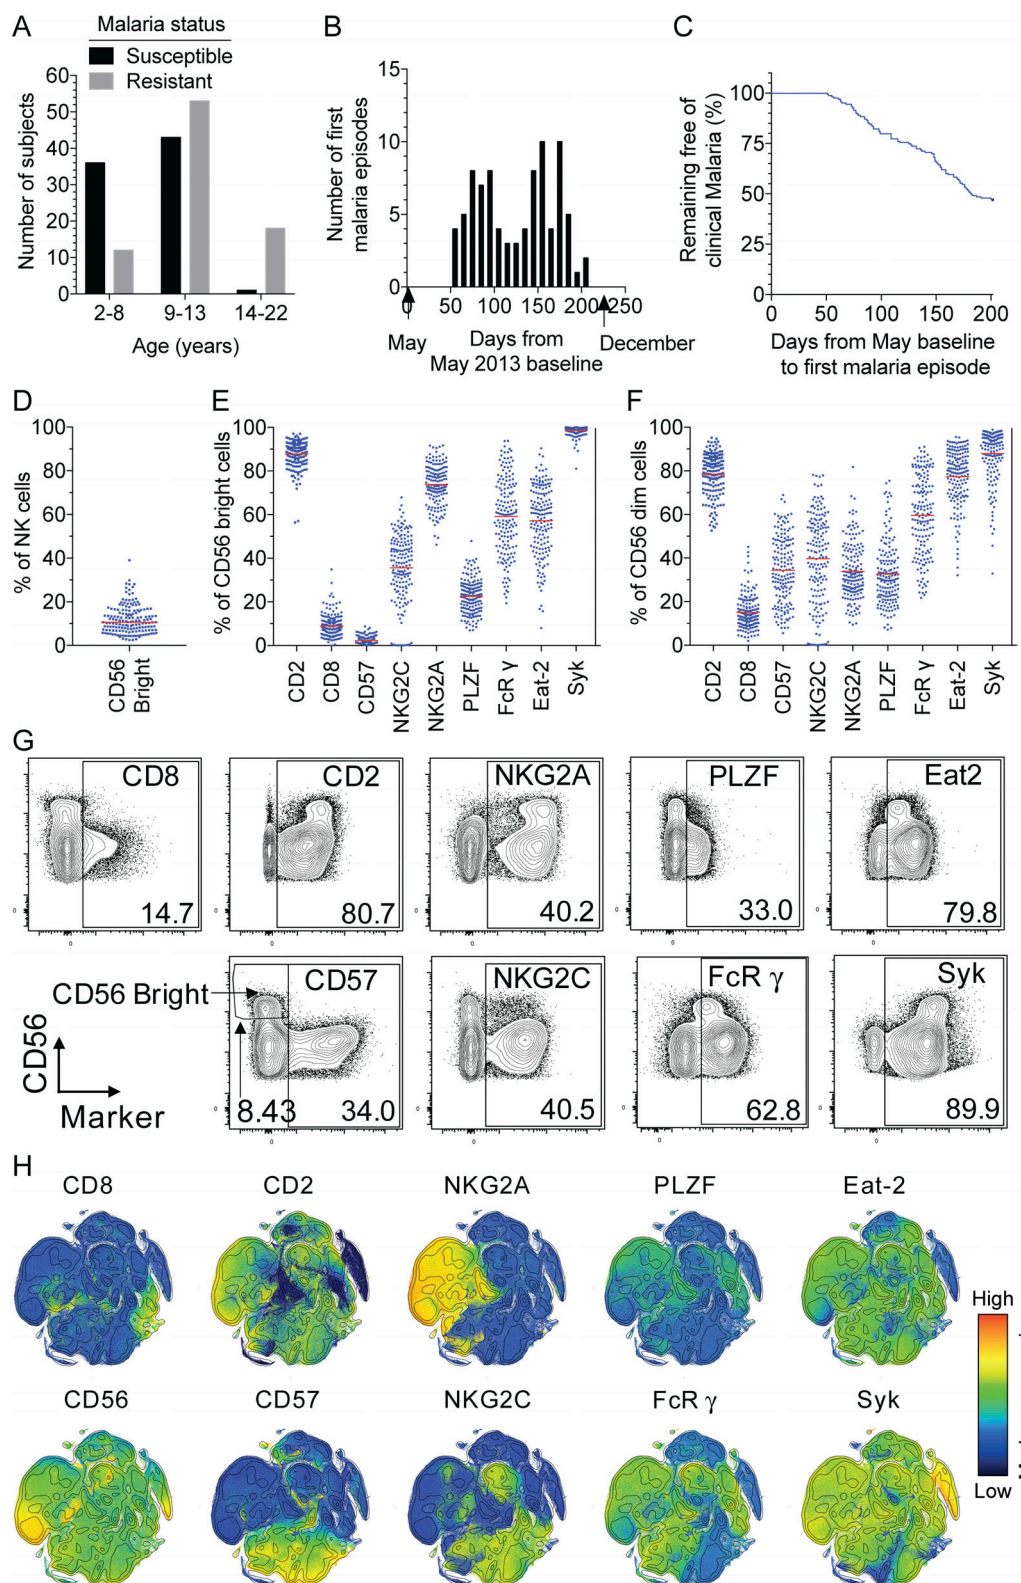 A
Malaria status
Susceptible
Resistant
Number of subjects
60
50
40
30
20
10
0
2-8
9-13
14-22
Age (years)
B
Number of first
malaria episodes
15
10
5
0
0
50
100
150
200
250
May
Days from
May 2013 baseline
December
C
Remaining free of
clinical Malaria (%)
100
75
50
25
0
0
50
100
150
200
Days from May baseline
to first malaria episode
D
% of NK cells
100
80
60
40
20
0
CD56
Bright
E
% of CD56 bright cells
100
80
60
40
20
0
CD2
CD8
CD57
NKG2C
NKG2A
PLZF
FcR γ
Eat-2
Syk
F
% of CD56 dim cells
100
80
60
40
20
0
CD2
CD8
CD57
NKG2C
NKG2A
PLZF
FcR γ
Eat-2
Syk
G
CD8
14.7
CD2
80.7
NKG2A
40.2
PLZF
33.0
Eat2
79.8
CD56 Bright
CD57
8.43
34.0
NKG2C
40.5
FcR γ
62.8
Syk
89.9
CD56
Marker
H
CD8
CD2
NKG2A
PLZF
Eat-2
CD56
CD57
NKG2C
FcR γ
Syk
High
Low